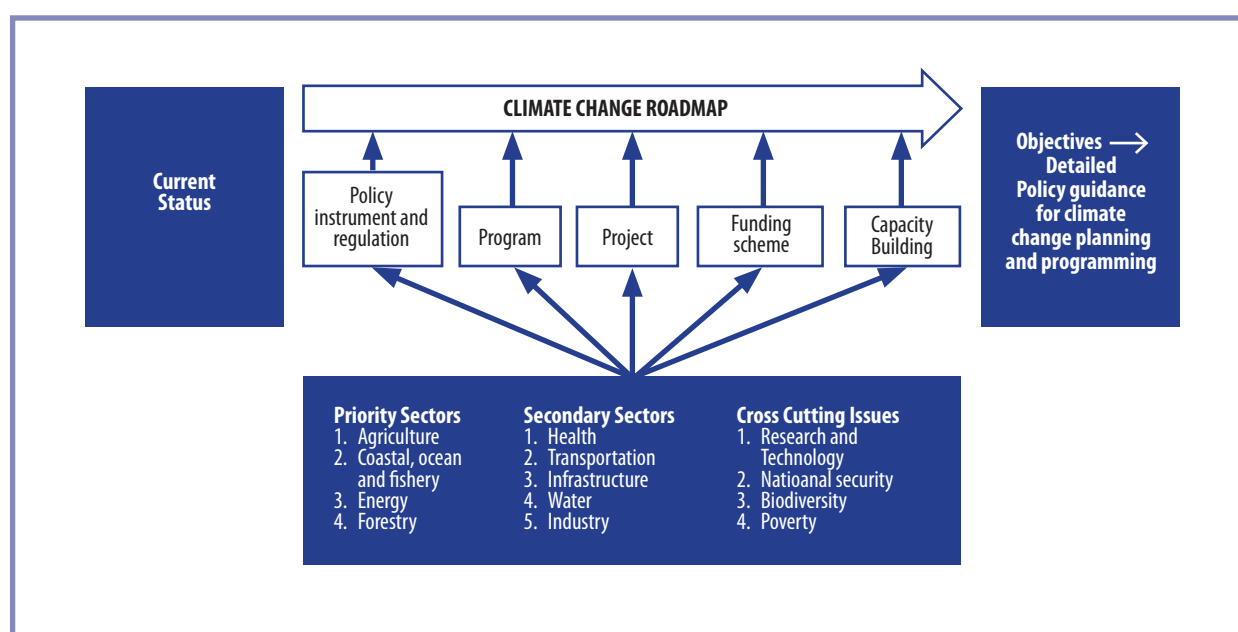 CLIMATE CHANGE ROADMAP
Current
Status
Policy
instrument and
regulation
Program
Project
Funding
scheme
Capacity
Building
Objectives →
Detailed
Policy guidance
for climate
change planning
and programming
Priority Sectors
1. Agriculture
2. Coastal, ocean
and fishery
3. Energy
4. Forestry
Secondary Sectors
1. Health
2. Transportation
3. Infrastructure
4. Water
5. Industry
Cross Cutting Issues
1. Research and
Technology
2. Natioanal security
3. Biodiversity
4. Poverty